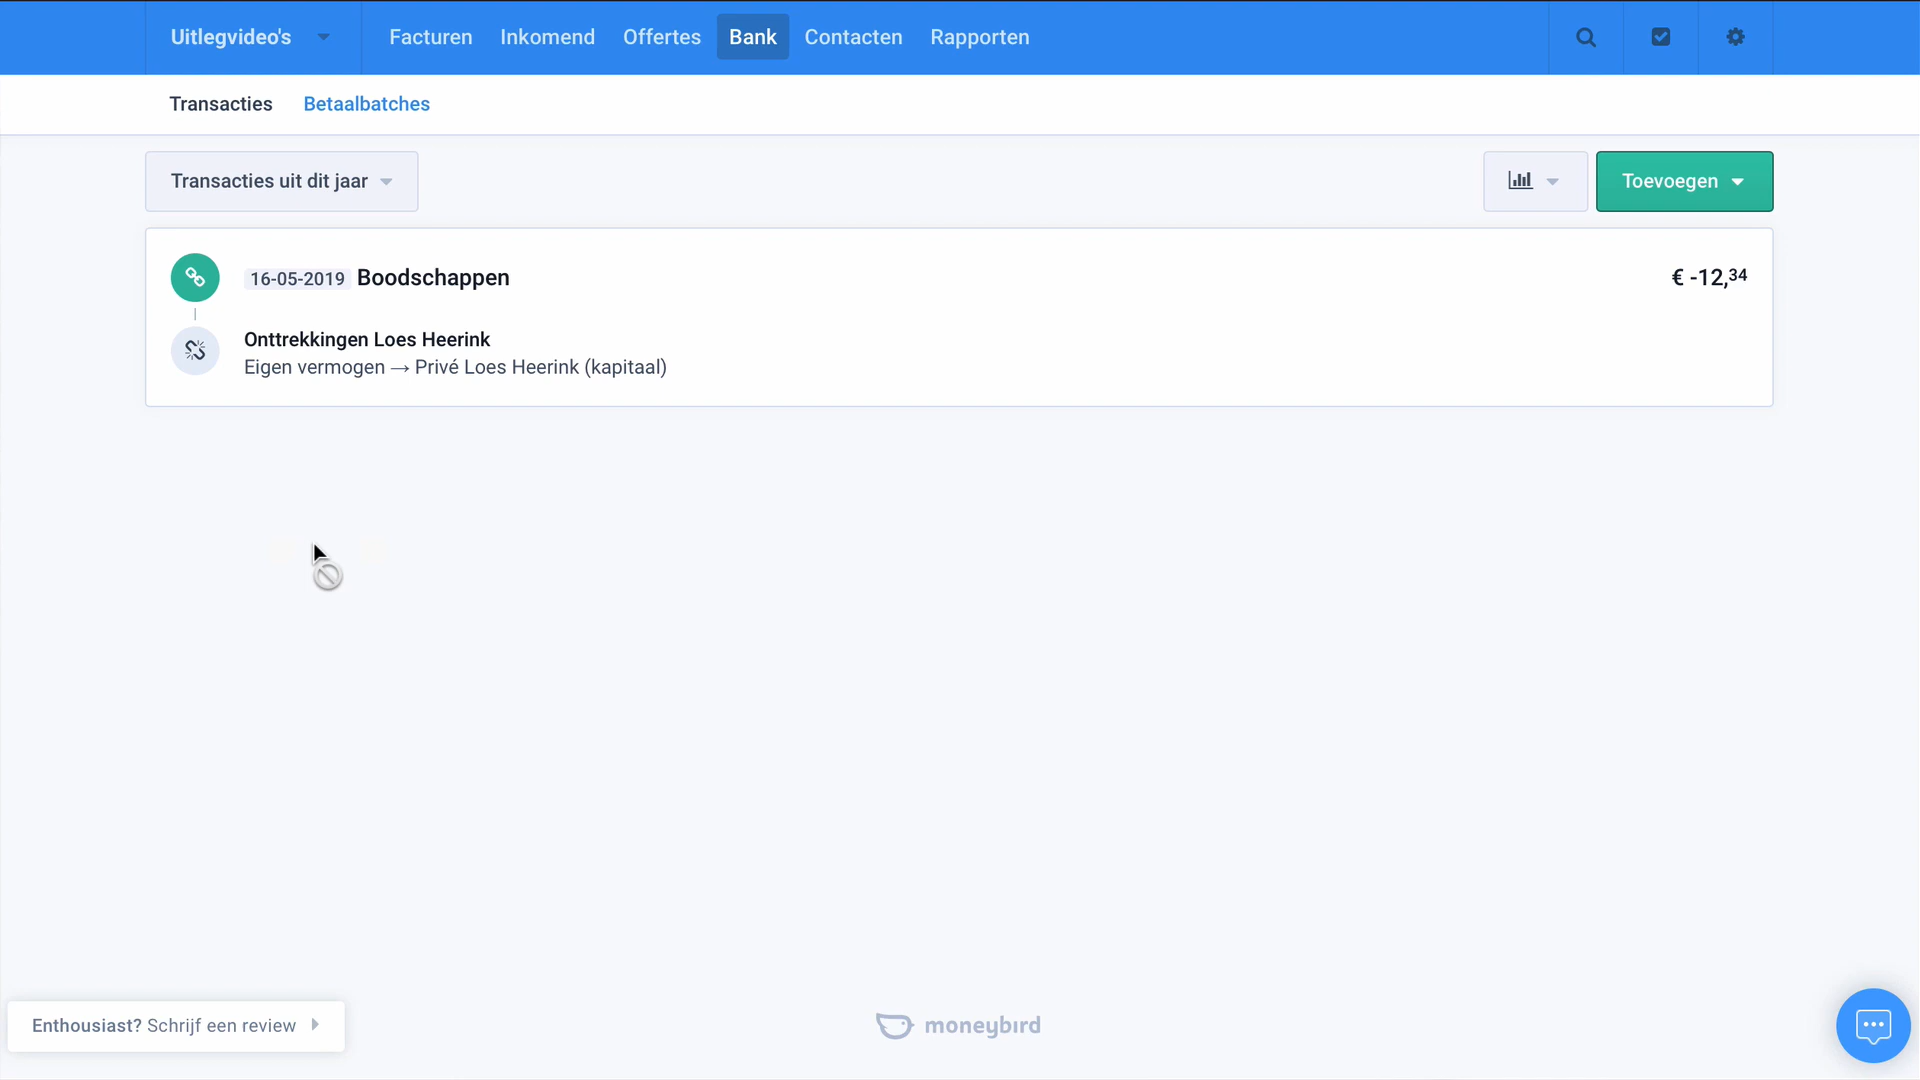 Uitlegvideo's Facturen Inkomend Offertes Bank Contacten Rapporten
Transacties Betaalbatches
Transacties uit dit jaar Toevoegen
16-05-2019 Boodschappen € -12,34
Onttrekkingen Loes Heerink
Eigen vermogen → Privé Loes Heerink (kapitaal)
Enthousiast? Schrijf een review
moneybird